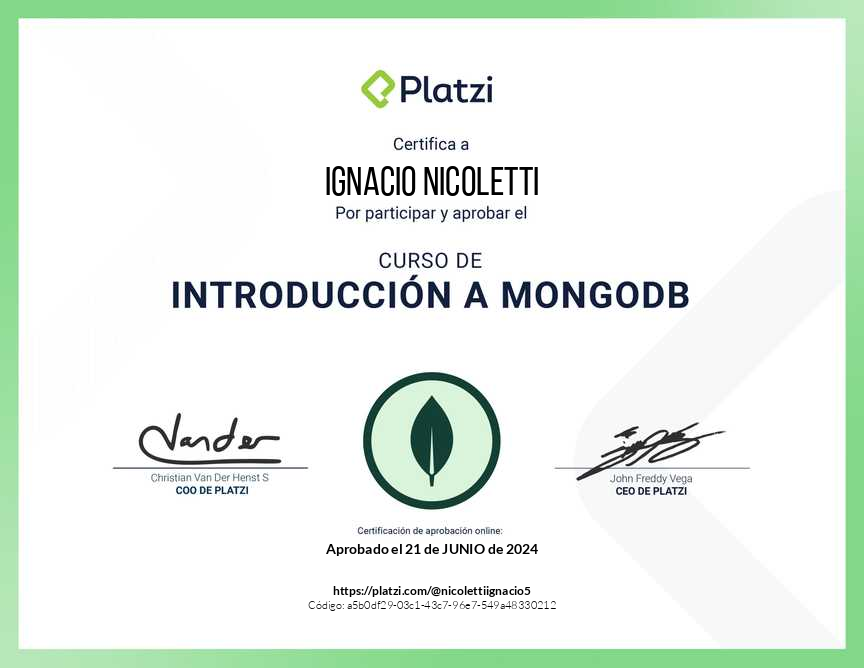 Platzi
Certifica a
IGNACIO NICOLETTI
Por participar y aprobar el
CURSO DE
INTRODUCCIÓN A MONGODB
Vander
Christian Van Der Henst S
COO DE PLATZI
John Freddy Vega
CEO DE PLATZI
Certificación de aprobación online:
Aprobado el 21 de JUNIO de 2024
https://platzi.com/@nicolettiignacio5
Código: a5b0df29-03c1-43c7-96e7-549a48330212